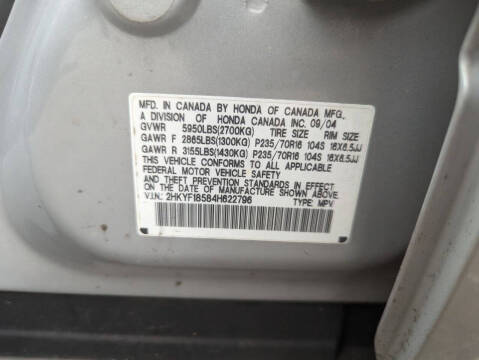 MFD. IN CANADA BY HONDA OF CANADA MFG.,
A DIVISION OF HONDA CANADA INC. 09/04
GVWR 5950LBS(2700KG) TIRE SIZE RIM SIZE
GAWR F 2865LBS(1300KG) P235/70R16 104S 16X6.5JJ
GAWR R 3155LBS(1430KG) P235/70R16 104S 16X6.5JJ
THIS VEHICLE CONFORMS TO ALL APPLICABLE
FEDERAL MOTOR VEHICLE SAFETY
AND THEFT PREVENTION STANDARDS IN EFFECT
ON THE DATE OF MANUFACTURE SHOWN ABOVE.
V.I.N.: 2HKYF18584H622796 TYPE: MPV